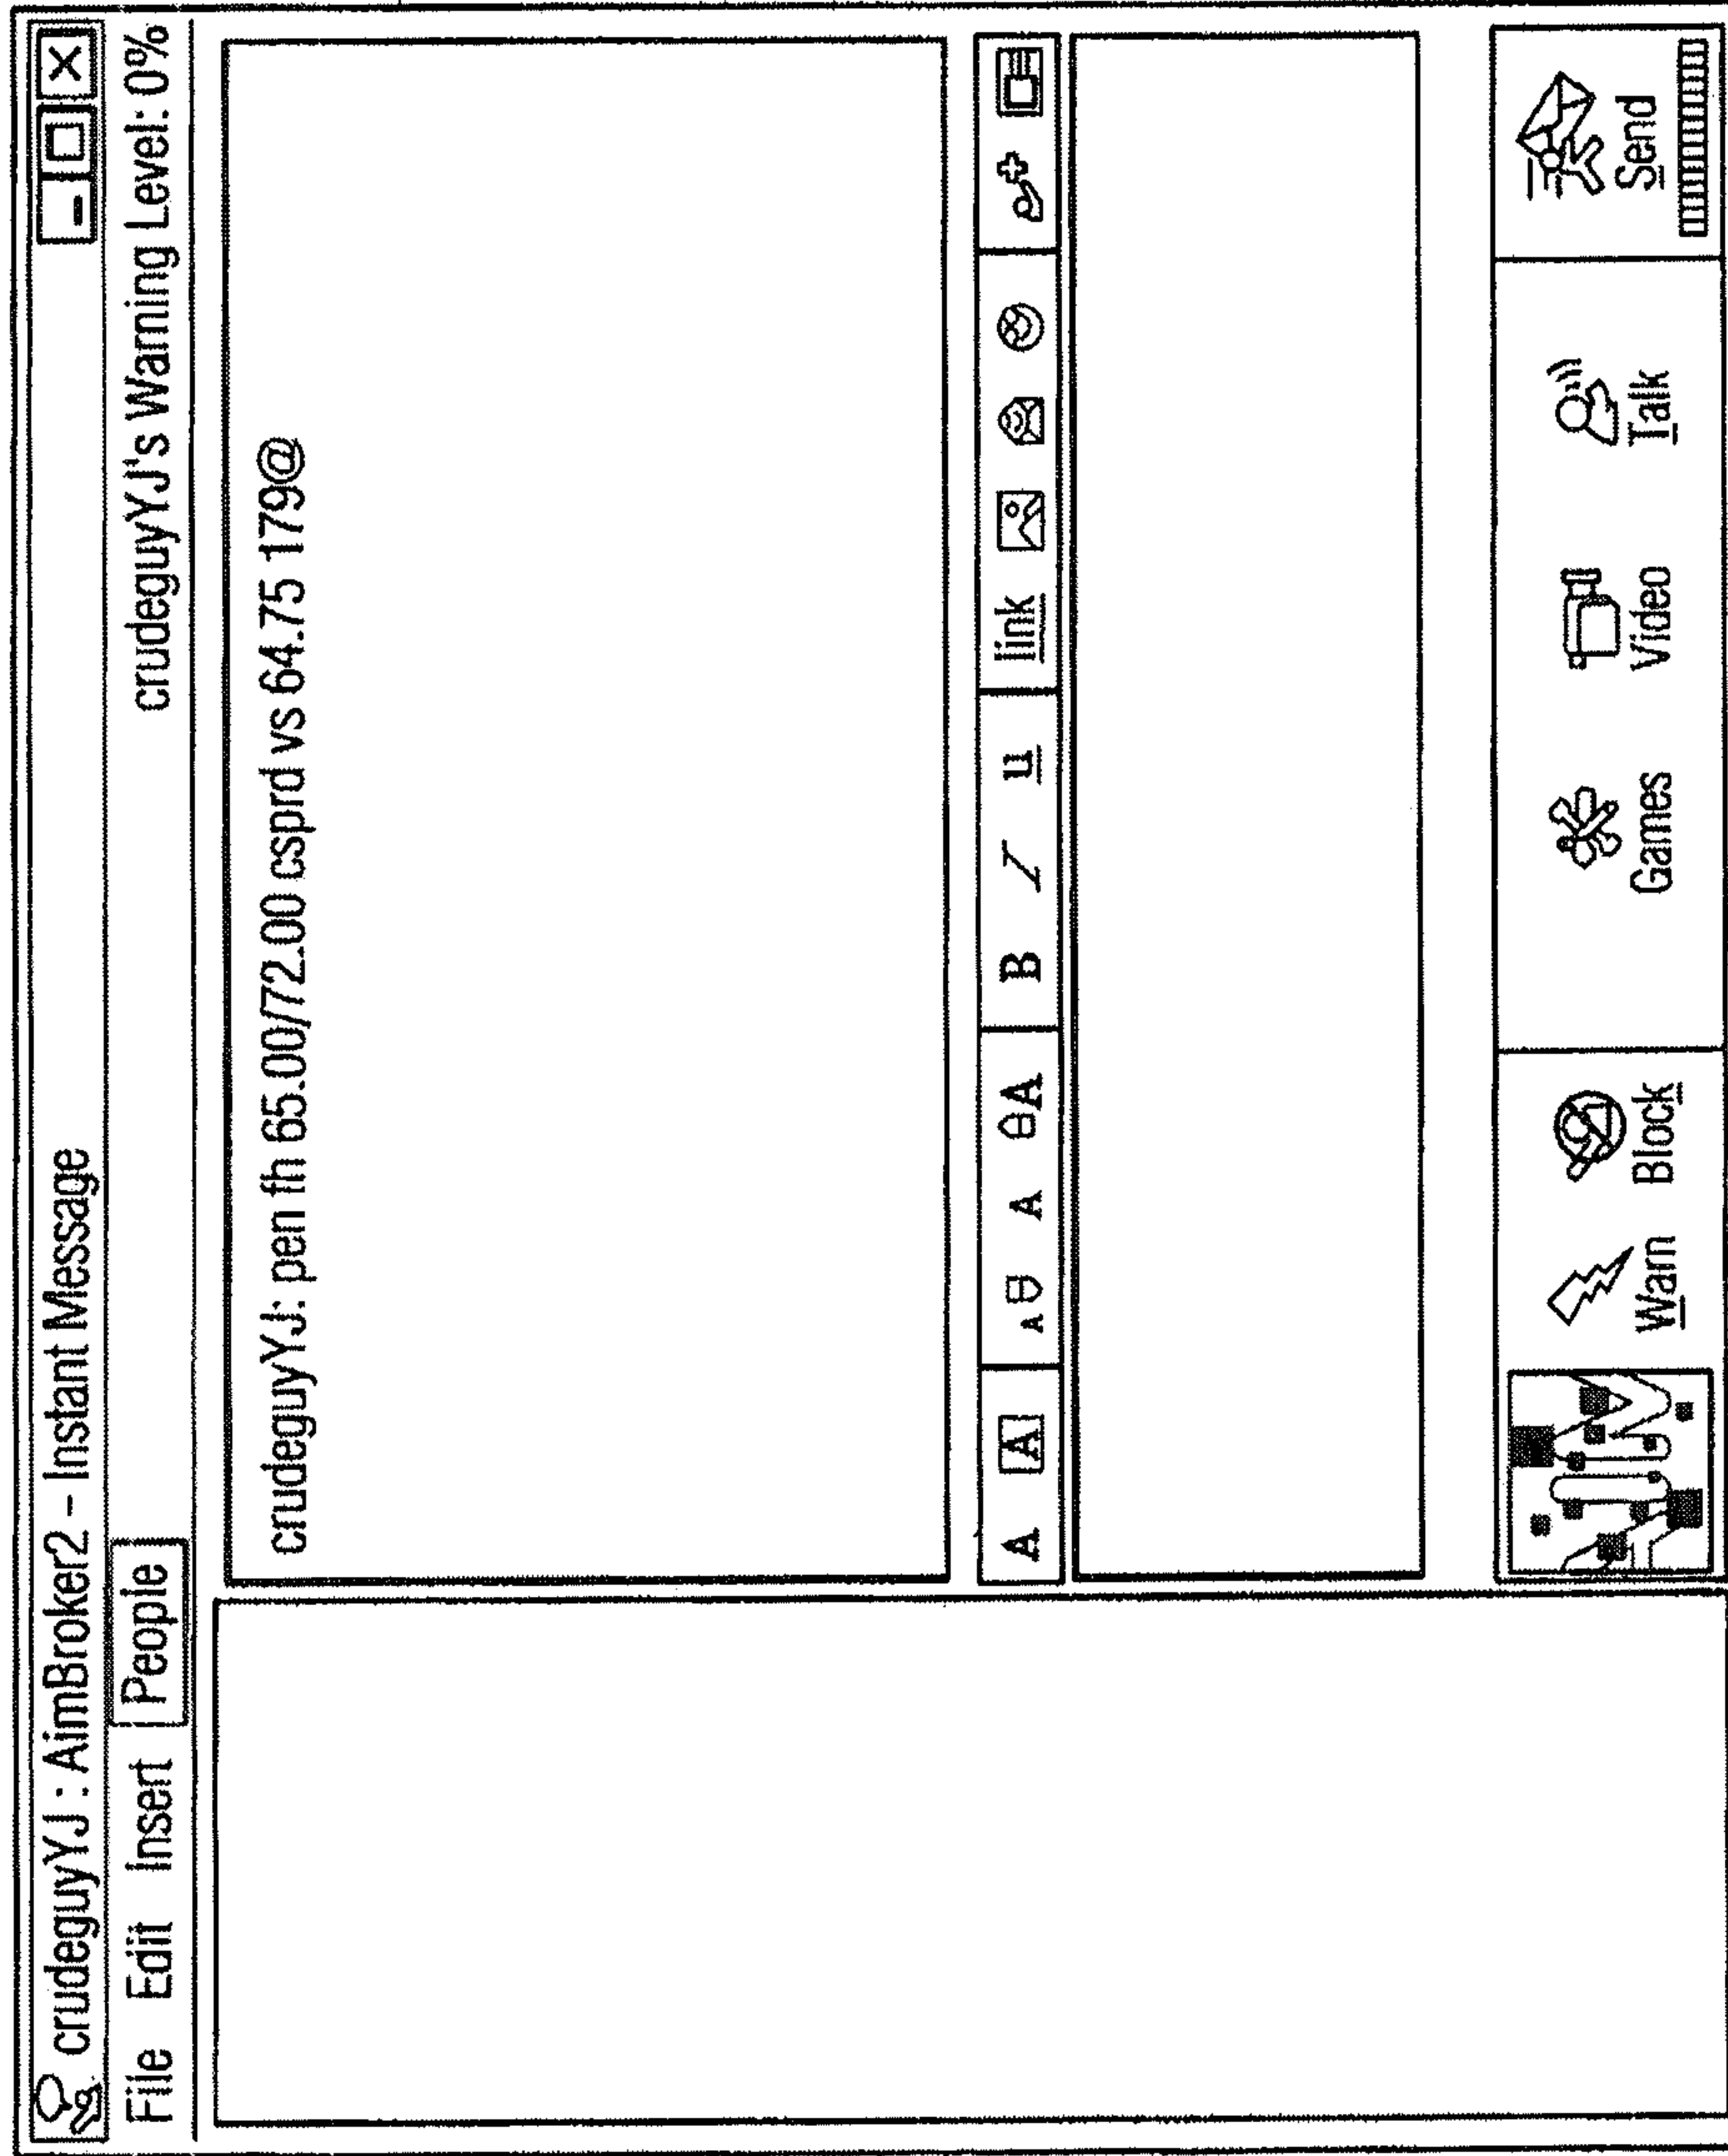 crudeguyYJ : AimBroker2 – Instant Message
File Edit Insert People
crudeguyYJ's Warning Level: 0%
crudeguyYJ: pen fh 65.00/72.00 csprd vs 64.75 179@
A A A A A B I u link
Warn Block Games Video Talk Send